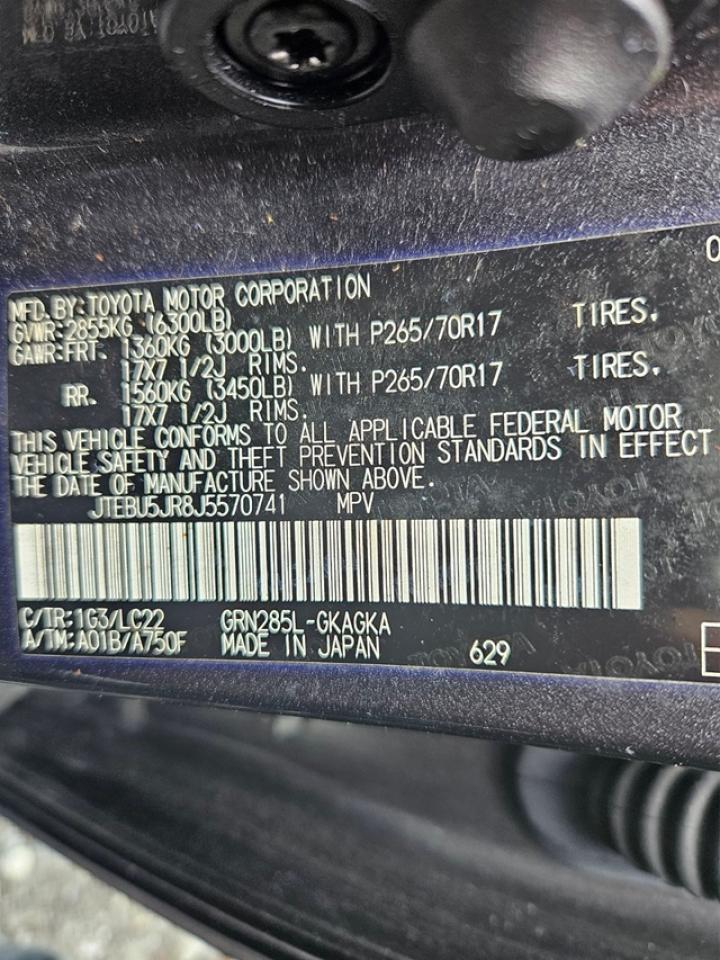 O
MFD.BY:TOYOTA MOTOR CORPORATION
GVWR:2855KG (6300LB)
GAWR:FRT. 1360KG (3000LB) WITH P265/70R17 TIRES.
17X7 1/2J RIMS.
RR. 1560KG (3450LB) WITH P265/70R17 TIRES.
17X7 1/2J RIMS.
THIS VEHICLE CONFORMS TO ALL APPLICABLE FEDERAL MOTOR
VEHICLE SAFETY AND THEFT PREVENTION STANDARDS IN EFFECT
THE DATE OF MANUFACTURE SHOWN ABOVE.
JTEBU5JR8J5570741 MPV
C/TR:1G3/LC22 GRN285L-GKAGKA
A/TM:A01B/A750F MADE IN JAPAN 629